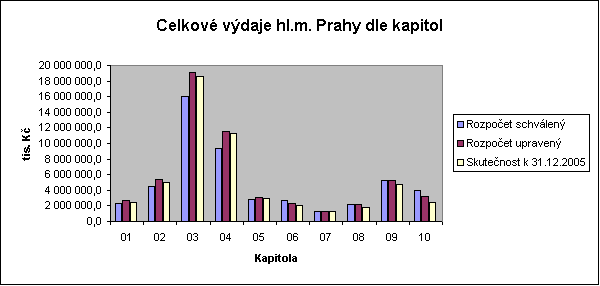 Celkové výdaje hl.m. Prahy dle kapitol
tis. Kč
20 000 000,0
18 000 000,0
16 000 000,0
14 000 000,0
12 000 000,0
10 000 000,0
8 000 000,0
6 000 000,0
4 000 000,0
2 000 000,0
0,0
01 02 03 04 05 06 07 08 09 10
Kapitola
Rozpočet schválený
Rozpočet upravený
Skutečnost k 31.12.2005